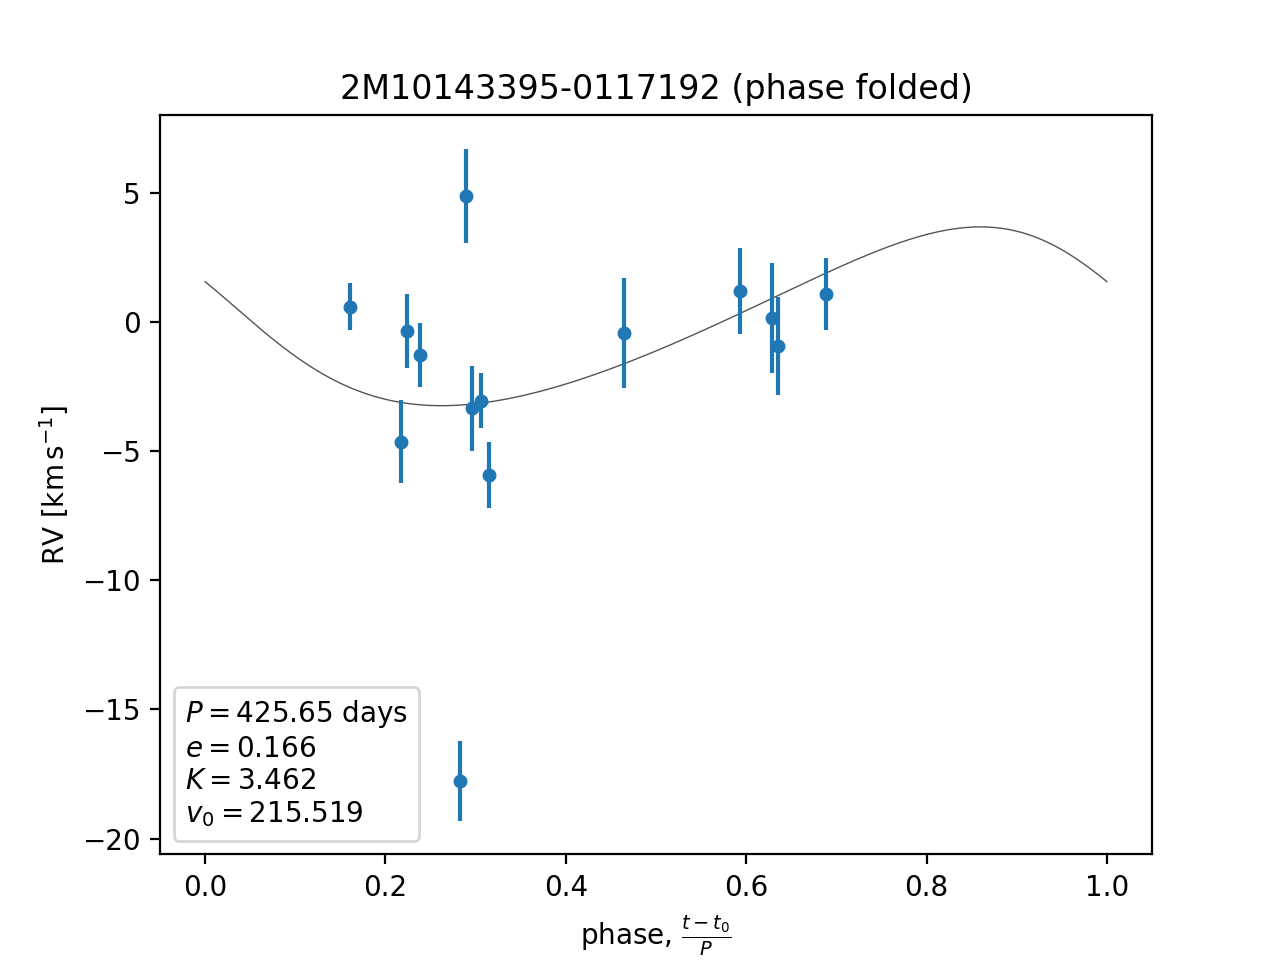 2M10143395-0117192 (phase folded)
RV [km s⁻¹]
5
0
−5
−10
−15
−20
P = 425.65 days
e = 0.166
K = 3.462
v₀ = 215.519
0.0 0.2 0.4 0.6 0.8 1.0
phase, (t − t₀)/P